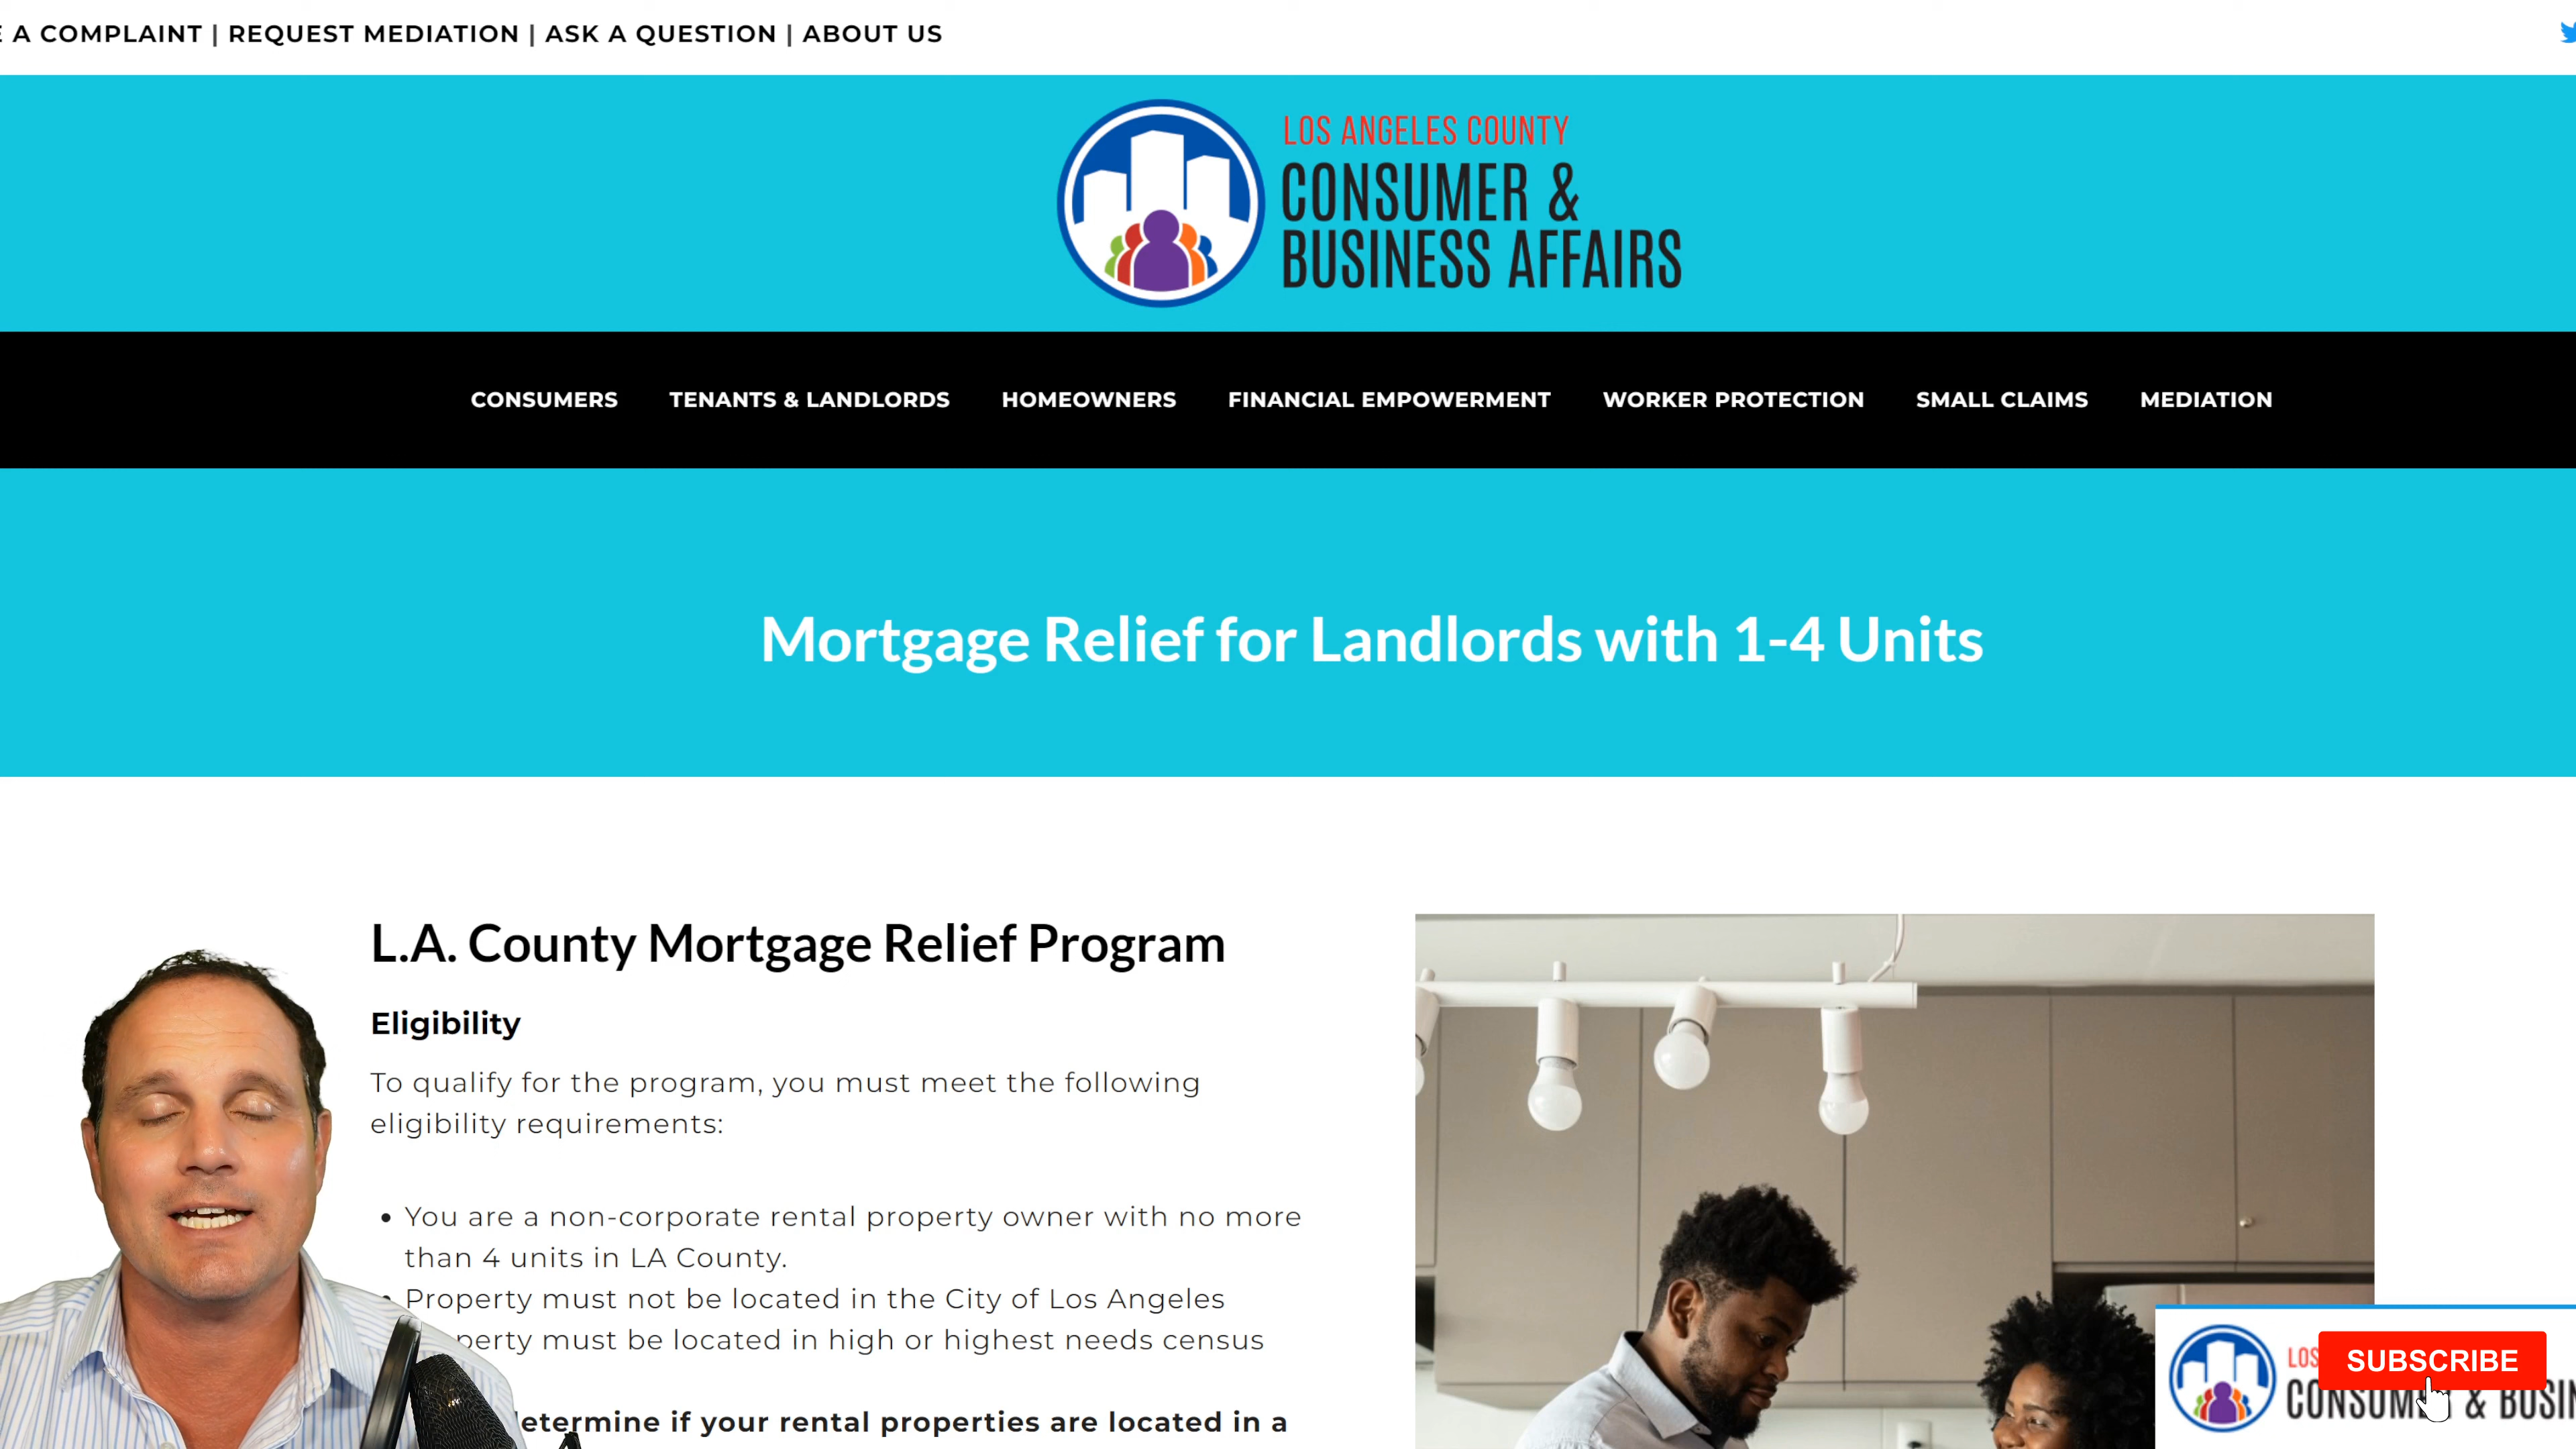 A COMPLAINT | REQUEST MEDIATION | ASK A QUESTION | ABOUT US
LOS ANGELES COUNTY
CONSUMER &
BUSINESS AFFAIRS
CONSUMERS TENANTS & LANDLORDS HOMEOWNERS FINANCIAL EMPOWERMENT WORKER PROTECTION SMALL CLAIMS MEDIATION
Mortgage Relief for Landlords with 1-4 Units
L.A. County Mortgage Relief Program
Eligibility
To qualify for the program, you must meet the following
eligibility requirements:
• You are a non-corporate rental property owner with no more
than 4 units in LA County.
• Property must not be located in the City of Los Angeles
must be located in high or highest needs census
if your rental properties are located in a
LOS
SUBSCRIBE
&